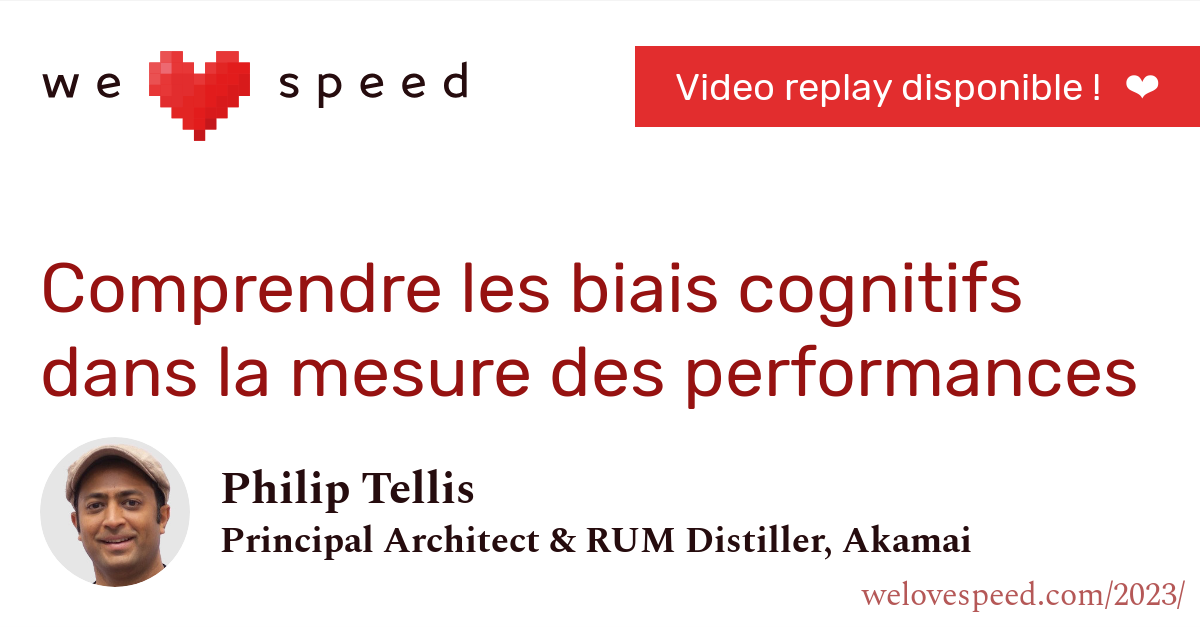 we speed
Video replay disponible ! ❤
Comprendre les biais cognitifs
dans la mesure des performances
Philip Tellis
Principal Architect & RUM Distiller, Akamai
welovespeed.com/2023/